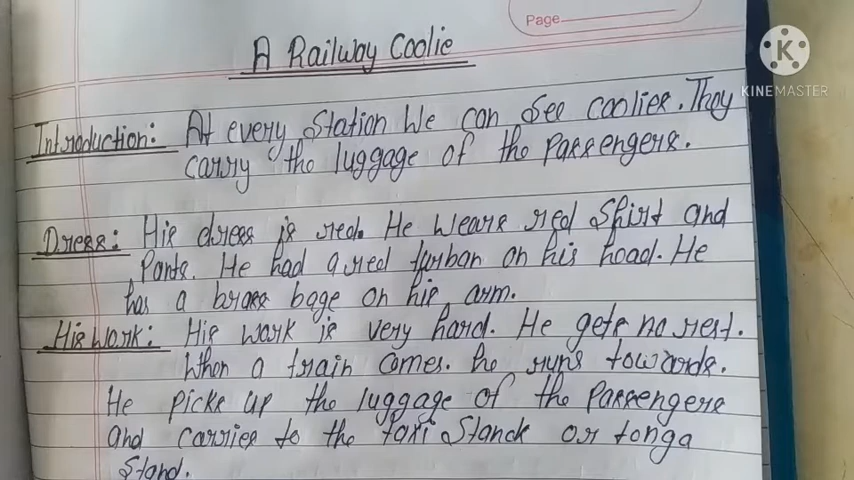 Page
A Railway Coolie
KINEMASTER
Introduction: At every Station We can See coolies. They
carry the luggage of the Passengers.
Dress: His dress is red. He wears red Shirt and
Pants. He had a red turban on his head. He
has a brass bage on his arm.
His work: His work is very hard. He gets no rest.
When a train comes. he runs towards.
He picks up the luggage of the Passengers
and carries to the taxi Stand or tonga
Stand.